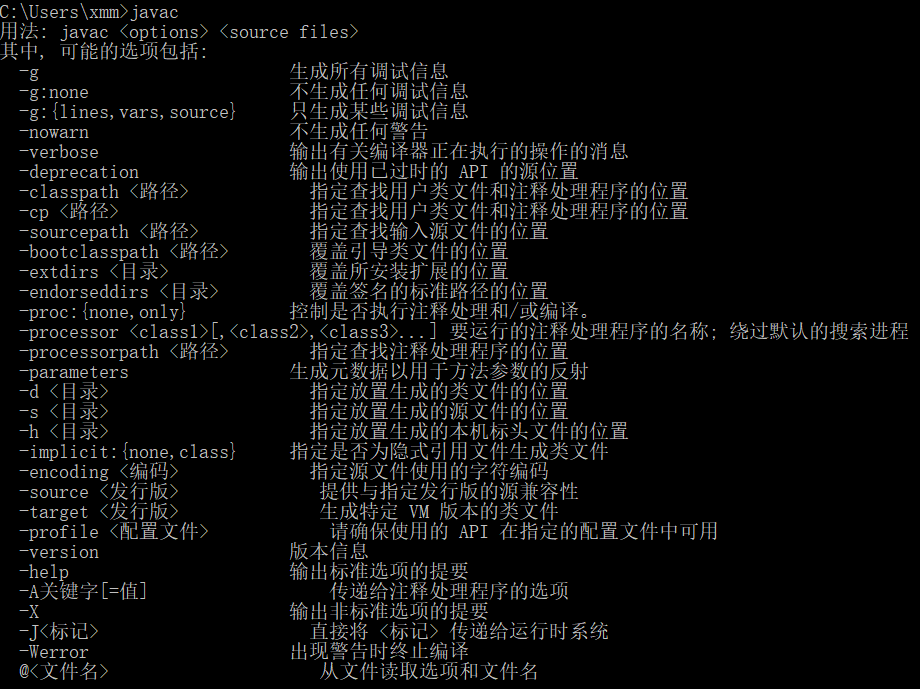 C:\Users\xmm>javac
用法: javac <options> <source files>
其中, 可能的选项包括:
  -g                         生成所有调试信息
  -g:none                    不生成任何调试信息
  -g:{lines,vars,source}     只生成某些调试信息
  -nowarn                    不生成任何警告
  -verbose                   输出有关编译器正在执行的操作的消息
  -deprecation               输出使用已过时的 API 的源位置
  -classpath <路径>            指定查找用户类文件和注释处理程序的位置
  -cp <路径>                   指定查找用户类文件和注释处理程序的位置
  -sourcepath <路径>           指定查找输入源文件的位置
  -bootclasspath <路径>        覆盖引导类文件的位置
  -extdirs <目录>              覆盖所安装扩展的位置
  -endorseddirs <目录>         覆盖签名的标准路径的位置
  -proc:{none,only}          控制是否执行注释处理和/或编译。
  -processor <class1>[,<class2>,<class3>...] 要运行的注释处理程序的名称; 绕过默认的搜索进程
  -processorpath <路径>        指定查找注释处理程序的位置
  -parameters                生成元数据以用于方法参数的反射
  -d <目录>                    指定放置生成的类文件的位置
  -s <目录>                    指定放置生成的源文件的位置
  -h <目录>                    指定放置生成的本机标头文件的位置
  -implicit:{none,class}     指定是否为隐式引用文件生成类文件
  -encoding <编码>             指定源文件使用的字符编码
  -source <发行版>              提供与指定发行版的源兼容性
  -target <发行版>              生成特定 VM 版本的类文件
  -profile <配置文件>            请确保使用的 API 在指定的配置文件中可用
  -version                   版本信息
  -help                      输出标准选项的提要
  -A关键字[=值]                  传递给注释处理程序的选项
  -X                         输出非标准选项的提要
  -J<标记>                     直接将 <标记> 传递给运行时系统
  -Werror                    出现警告时终止编译
  @<文件名>                     从文件读取选项和文件名